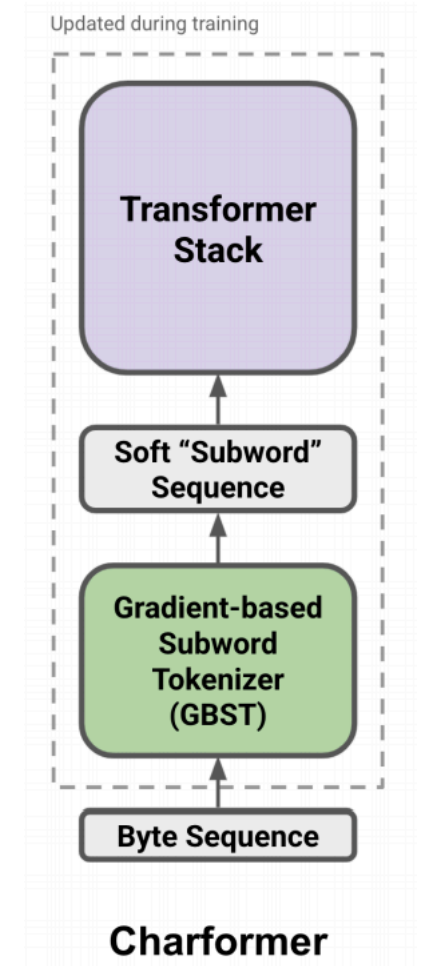 Updated during training
Transformer
Stack
Soft “Subword”
Sequence
Gradient-based
Subword
Tokenizer
(GBST)
Byte Sequence
Charformer